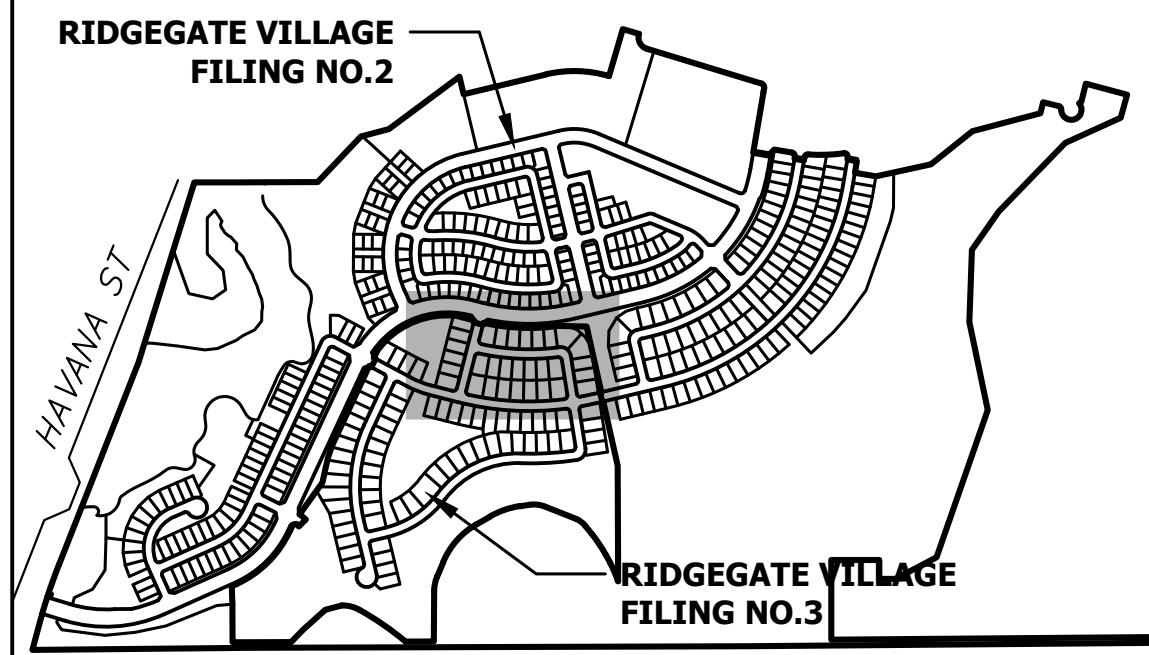 RIDGEGATE VILLAGE
FILING NO.2
HAVANA ST
RIDGEGATE VILLAGE
FILING NO.3